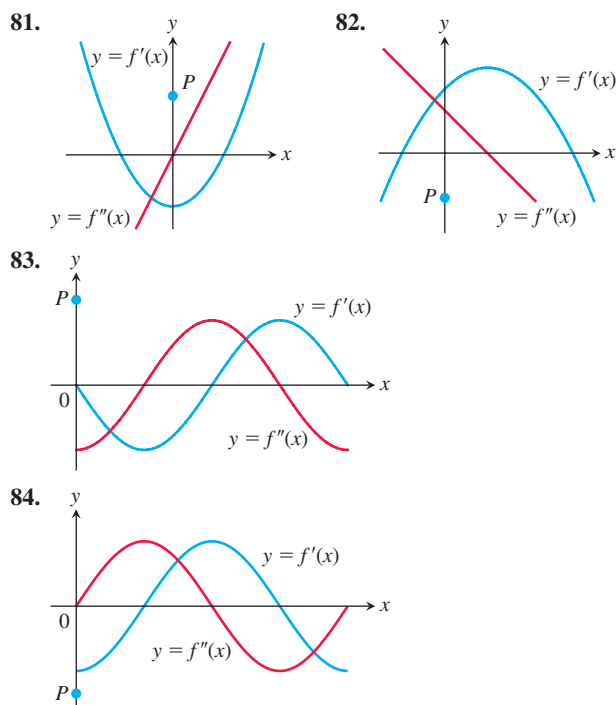 81.
y
y = f′(x)
P
x
y = f″(x)
82.
y
y = f′(x)
x
P
y = f″(x)
83.
y
P
y = f′(x)
0
x
y = f″(x)
84.
y
y = f′(x)
0
x
y = f″(x)
P